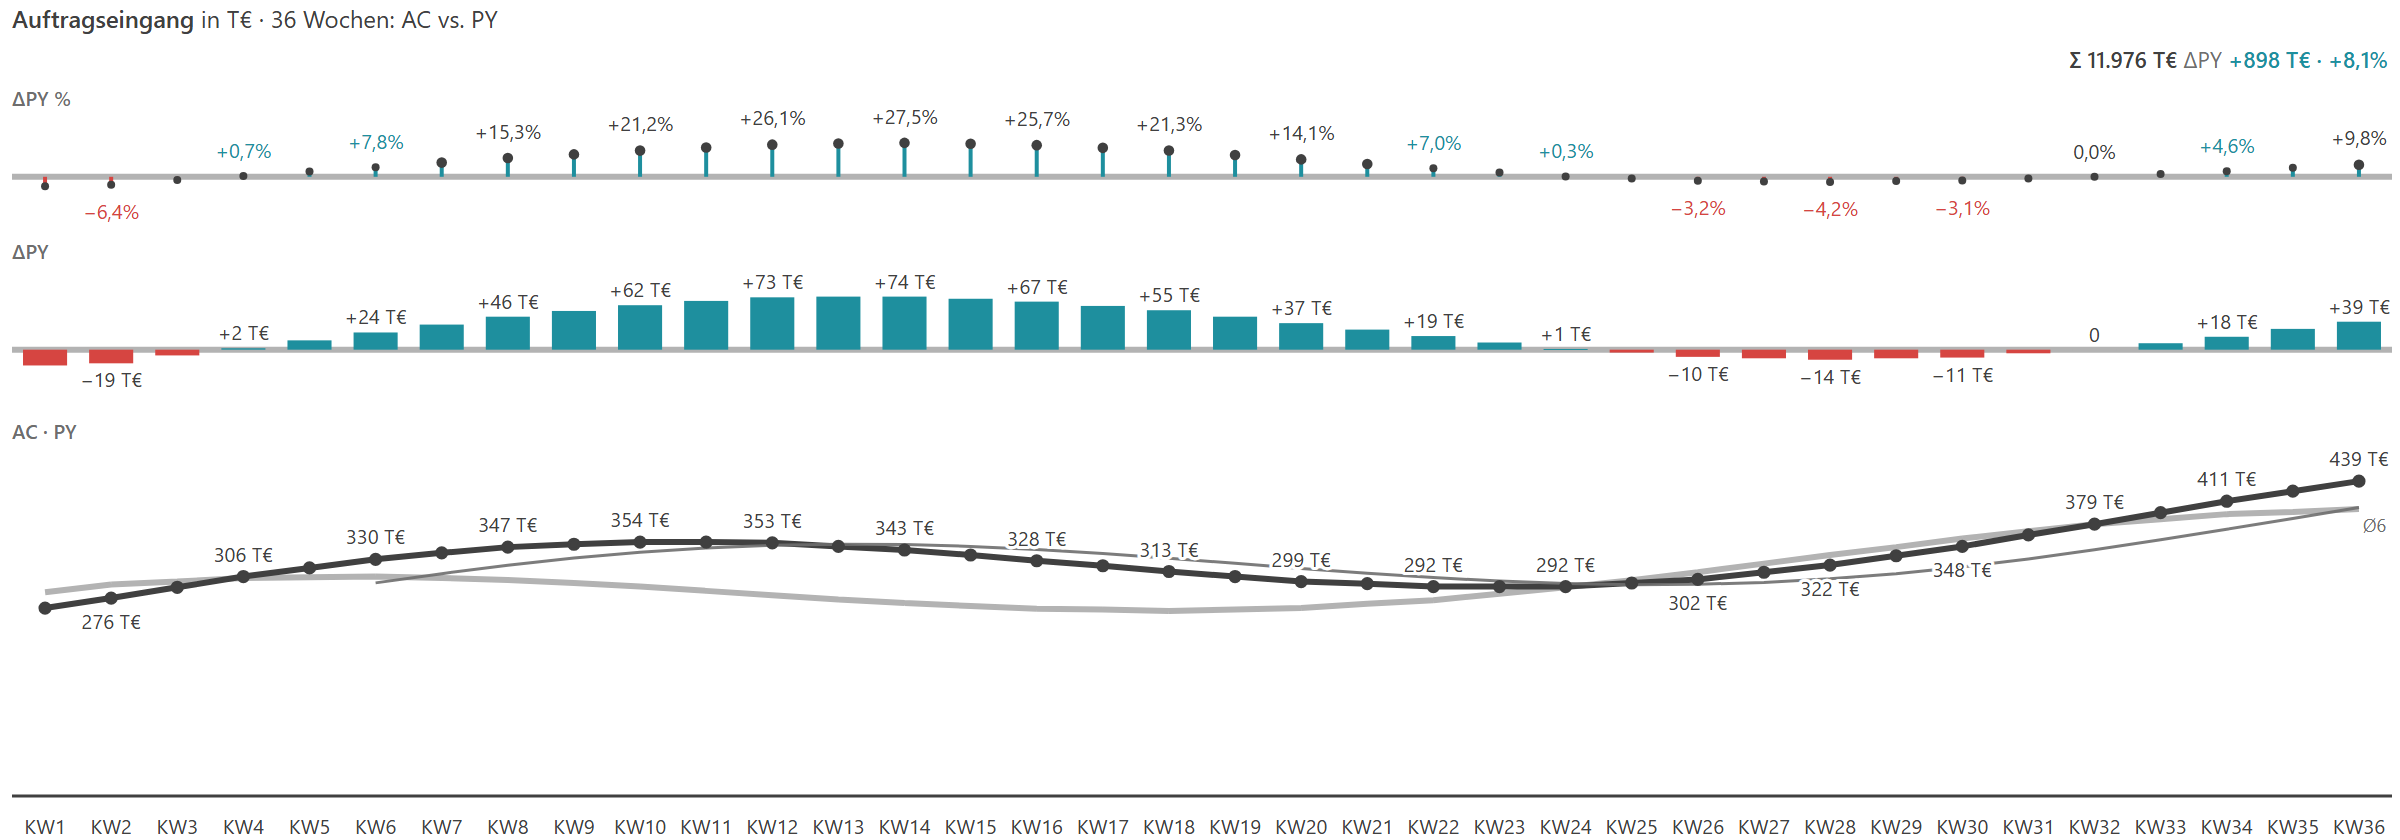 Auftragseingang in T€ · 36 Wochen: AC vs. PY
Σ 11.976 T€ ΔPY +898 T€ · +8,1%
ΔPY %
−6,4% +0,7% +7,8% +15,3% +21,2% +26,1% +27,5% +25,7% +21,3% +14,1% +7,0% +0,3% −3,2% −4,2% −3,1% 0,0% +4,6% +9,8%
ΔPY
−19 T€ +2 T€ +24 T€ +46 T€ +62 T€ +73 T€ +74 T€ +67 T€ +55 T€ +37 T€ +19 T€ +1 T€ −10 T€ −14 T€ −11 T€ 0 +18 T€ +39 T€
AC · PY
276 T€ 306 T€ 330 T€ 347 T€ 354 T€ 353 T€ 343 T€ 328 T€ 313 T€ 299 T€ 292 T€ 292 T€ 302 T€ 322 T€ 348 T€ 379 T€ 411 T€ 439 T€
Ø6
KW1 KW2 KW3 KW4 KW5 KW6 KW7 KW8 KW9 KW10 KW11 KW12 KW13 KW14 KW15 KW16 KW17 KW18 KW19 KW20 KW21 KW22 KW23 KW24 KW25 KW26 KW27 KW28 KW29 KW30 KW31 KW32 KW33 KW34 KW35 KW36